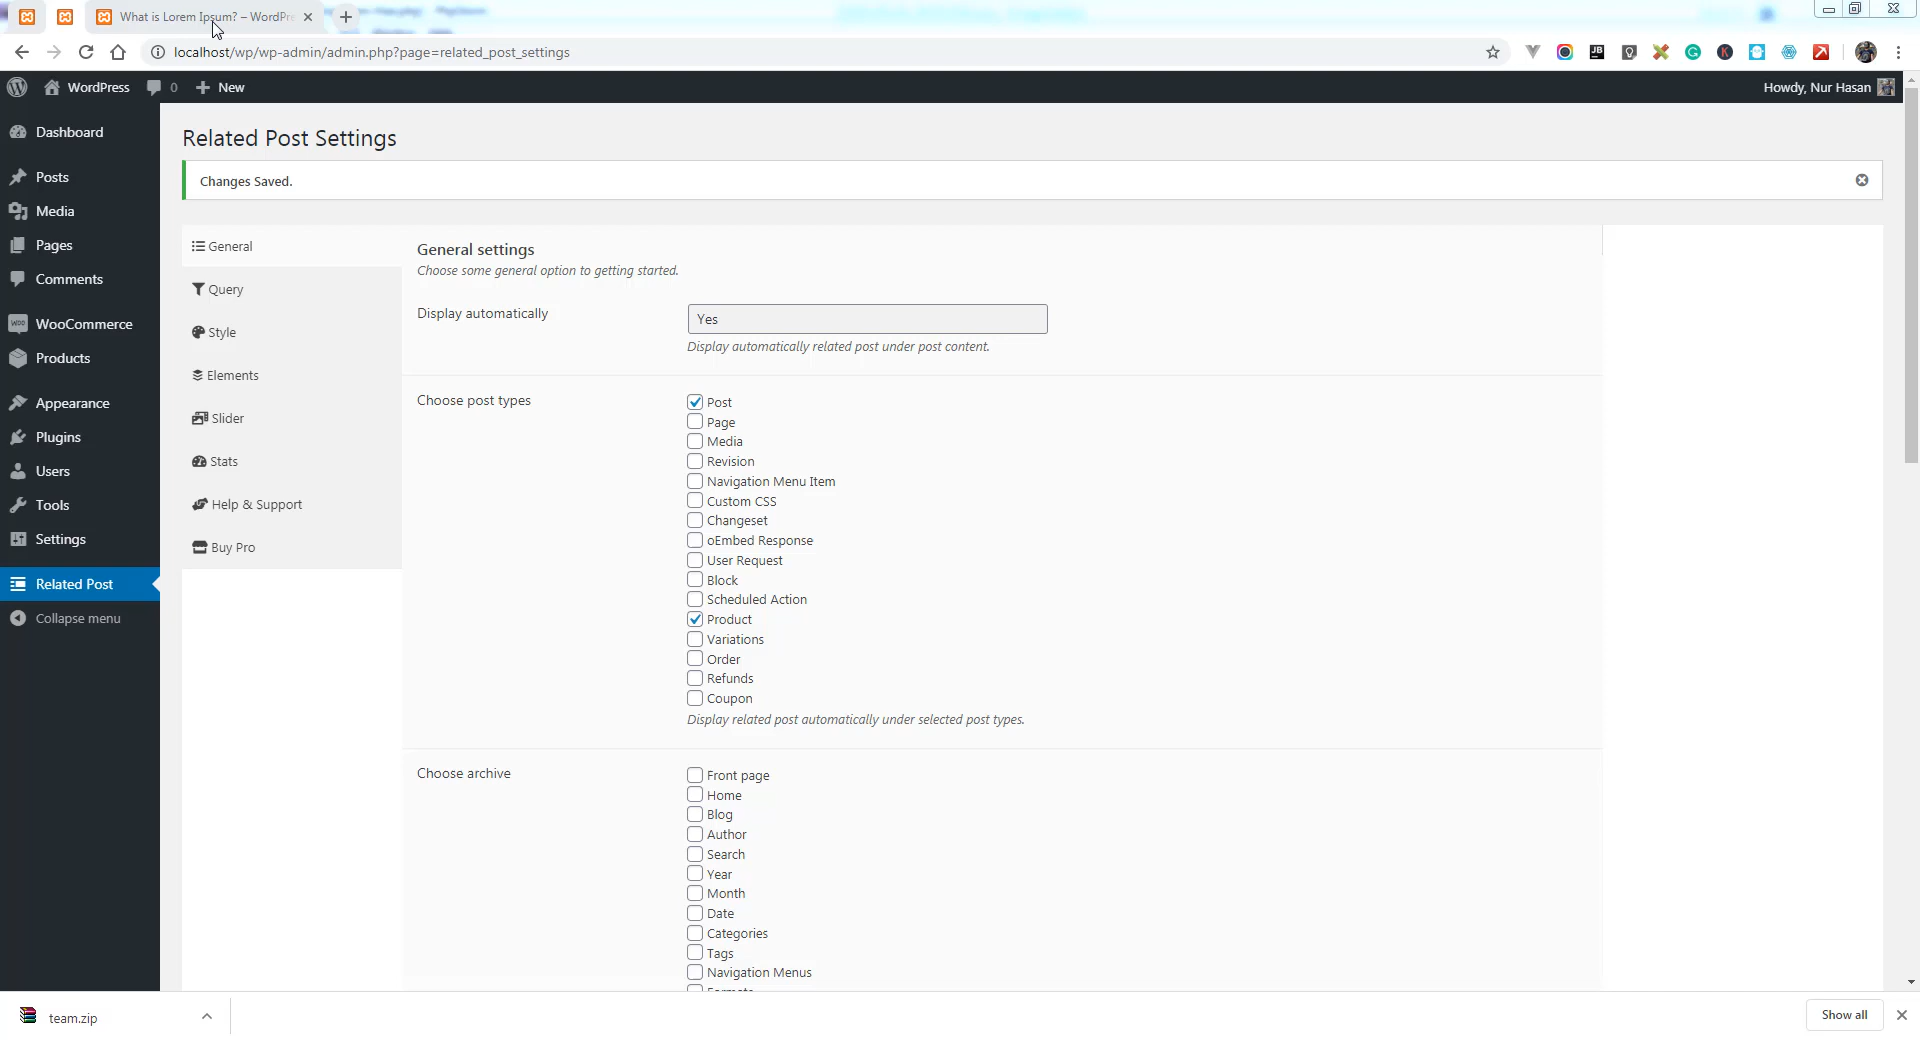 What is Lorem Ipsum? – WordPre
localhost/wp/wp-admin/admin.php?page=related_post_settings
WordPress
0
New
Howdy, Nur Hasan
Dashboard
Posts
Media
Pages
Comments
WooCommerce
Products
Appearance
Plugins
Users
Tools
Settings
Related Post
Collapse menu
Related Post Settings
Changes Saved.
General
Query
Style
Elements
Slider
Stats
Help & Support
Buy Pro
General settings
Choose some general option to getting started.
Display automatically
Yes
Display automatically related post under post content.
Choose post types
Post
Page
Media
Revision
Navigation Menu Item
Custom CSS
Changeset
oEmbed Response
User Request
Block
Scheduled Action
Product
Variations
Order
Refunds
Coupon
Display related post automatically under selected post types.
Choose archive
Front page
Home
Blog
Author
Search
Year
Month
Date
Categories
Tags
Navigation Menus
team.zip
Show all